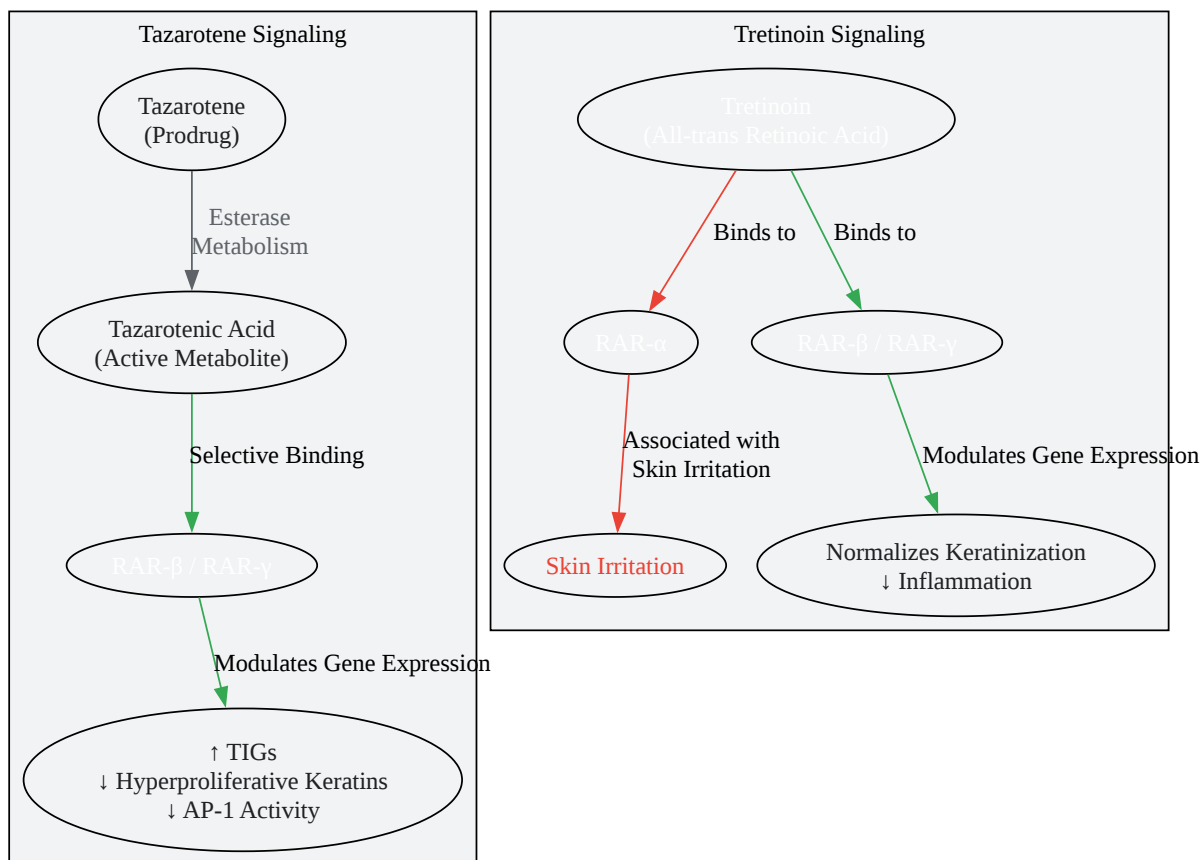 Tazarotene Signaling
Tazarotene
(Prodrug)
Esterase
Metabolism
Tazarotenic Acid
(Active Metabolite)
Selective Binding
RAR-β / RAR-γ
Modulates Gene Expression
↑ TIGs
↓ Hyperproliferative Keratins
↓ AP-1 Activity
Tretinoin Signaling
Tretinoin
(All-trans Retinoic Acid)
Binds to
Binds to
RAR-α
RAR-β / RAR-γ
Associated with
Skin Irritation
Modulates Gene Expression
Skin Irritation
Normalizes Keratinization
↓ Inflammation